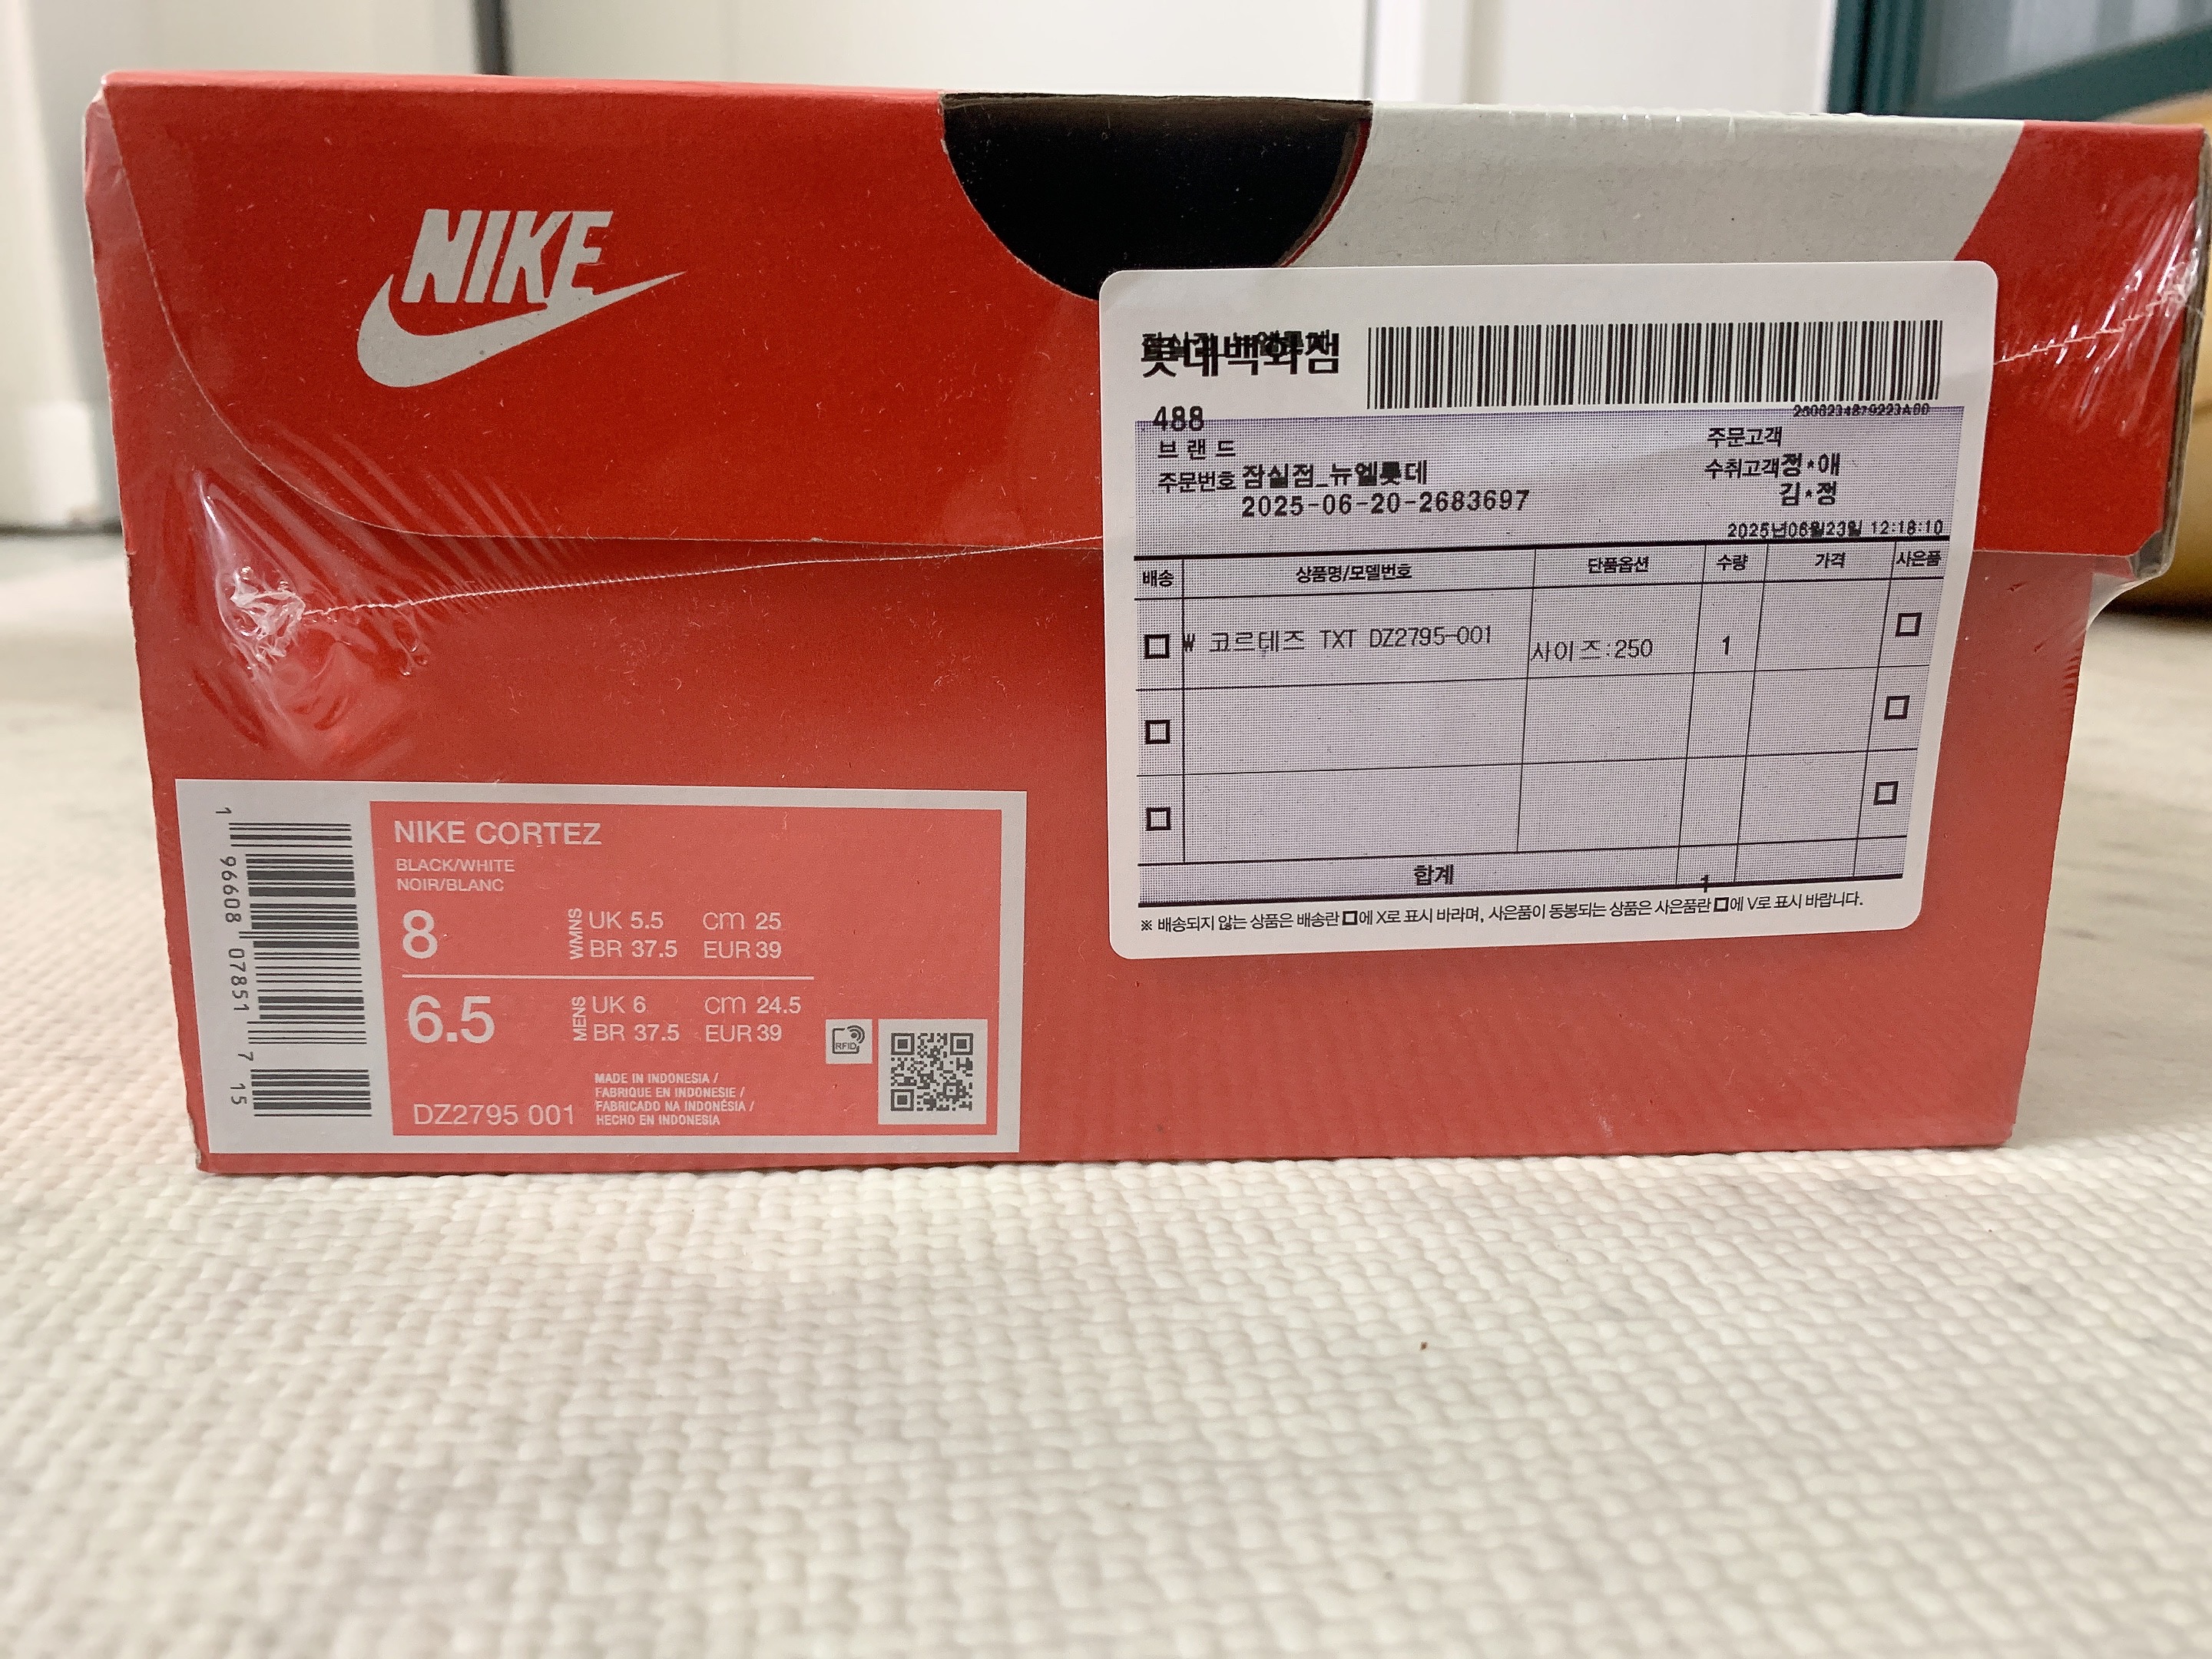 NIKE
롯데백화점
488
2506234879223A00
브랜드
주문번호 잠실점_뉴엘롯데
2025-06-20-2683697
주문고객
수취고객 정*애
김*정
2025년06월23일 12:18:10
배송 상품명/모델번호 단품옵션 수량 가격 사은품
W 코르테즈 TXT DZ2795-001 사이즈:250 1
합계 1
※ 배송되지 않는 상품은 배송란 □에 X로 표시 바라며, 사은품이 동봉되는 상품은 사은품란 □에 V로 표시 바랍니다.
1 96608 07851 7 15
NIKE CORTEZ
BLACK/WHITE
NOIR/BLANC
8 WMNS UK 5.5 cm 25
BR 37.5 EUR 39
6.5 MENS UK 6 cm 24.5
BR 37.5 EUR 39
RFID
MADE IN INDONESIA /
FABRIQUE EN INDONESIE /
FABRICADO NA INDONÉSIA /
HECHO EN INDONESIA
DZ2795 001